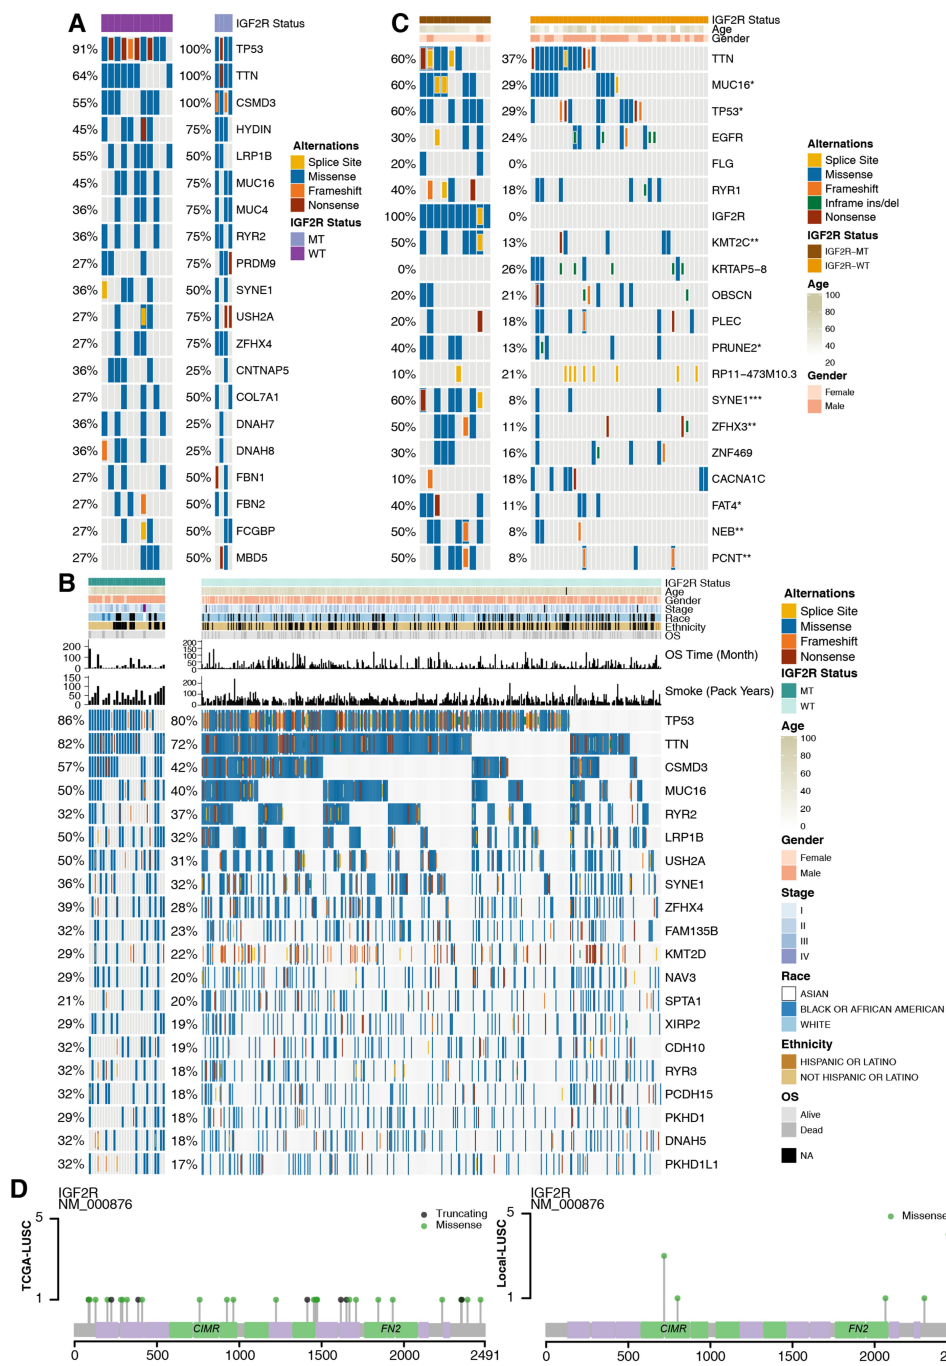 A
IGF2R Status
91% 100% TP53
64% 100% TTN
55% 100% CSMD3
45% 75% HYDIN
55% 50% LRP1B
45% 75% MUC16
36% 75% MUC4
36% 75% RYR2
27% 75% PRDM9
36% 50% SYNE1
27% 75% USH2A
27% 75% ZFHX4
36% 25% CNTNAP5
27% 50% COL7A1
36% 25% DNAH7
36% 25% DNAH8
27% 50% FBN1
27% 50% FBN2
27% 50% FCGBP
27% 50% MBD5
Alternations
Splice Site
Missense
Frameshift
Nonsense
IGF2R Status
MT
WT
C
IGF2R Status
Age
Gender
60% 37% TTN
60% 29% MUC16*
60% 29% TP53*
30% 24% EGFR
20% 0% FLG
40% 18% RYR1
100% 0% IGF2R
50% 13% KMT2C**
0% 26% KRTAP5-8
20% 21% OBSCN
20% 18% PLEC
40% 13% PRUNE2*
10% 21% RP11-473M10.3
60% 8% SYNE1***
50% 11% ZFHX3**
30% 16% ZNF469
10% 18% CACNA1C
40% 11% FAT4*
50% 8% NEB**
50% 8% PCNT**
Alternations
Splice Site
Missense
Frameshift
Inframe ins/del
Nonsense
IGF2R Status
IGF2R-MT
IGF2R-WT
Age
100
80
60
40
20
Gender
Female
Male
B
IGF2R Status
Age
Gender
Stage
Race
Ethnicity
OS
200
100
0
200
100
0
OS Time (Month)
150
100
50
0
200
100
0
Smoke (Pack Years)
86% 80% TP53
82% 72% TTN
57% 42% CSMD3
50% 40% MUC16
32% 37% RYR2
50% 32% LRP1B
50% 31% USH2A
36% 32% SYNE1
39% 28% ZFHX4
32% 23% FAM135B
29% 22% KMT2D
29% 20% NAV3
21% 20% SPTA1
29% 19% XIRP2
32% 19% CDH10
32% 18% RYR3
32% 18% PCDH15
29% 18% PKHD1
32% 18% DNAH5
32% 17% PKHD1L1
Alternations
Splice Site
Missense
Frameshift
Nonsense
IGF2R Status
MT
WT
Age
100
80
60
40
20
0
Gender
Female
Male
Stage
I
II
III
IV
Race
ASIAN
BLACK OR AFRICAN AMERICAN
WHITE
Ethnicity
HISPANIC OR LATINO
NOT HISPANIC OR LATINO
OS
Alive
Dead
NA
D
IGF2R
NM_000876
Truncating
Missense
5
TCGA-LUSC
1
CIMR FN2
0 500 1000 1500 2000 2491
IGF2R
NM_000876
Missense
5
Local-LUSC
1
CIMR FN2
0 500 1000 1500 2000